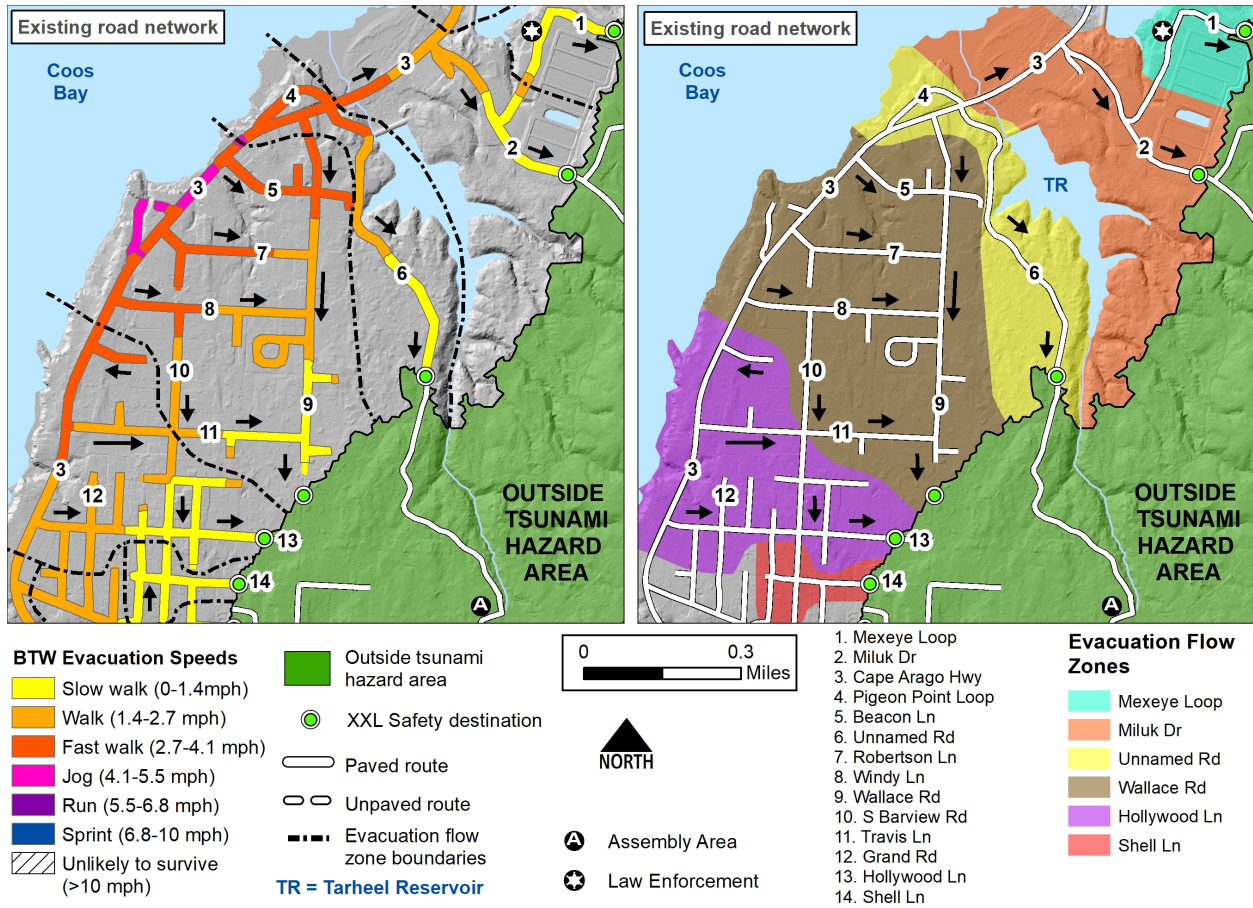 Existing road network
Coos
Bay
1
2
3
4
3
5
6
7
8
9
10
11
3
12
13
14
OUTSIDE
TSUNAMI
HAZARD
AREA
A
Existing road network
Coos
Bay
TR
1
2
3
4
3
5
6
7
8
9
10
11
3
12
13
14
OUTSIDE
TSUNAMI
HAZARD
AREA
A
BTW Evacuation Speeds
Slow walk (0-1.4mph)
Walk (1.4-2.7 mph)
Fast walk (2.7-4.1 mph)
Jog (4.1-5.5 mph)
Run (5.5-6.8 mph)
Sprint (6.8-10 mph)
Unlikely to survive
(>10 mph)
Outside tsunami
hazard area
XXL Safety destination
Paved route
Unpaved route
Evacuation flow
zone boundaries
TR = Tarheel Reservoir
0 0.3
Miles
NORTH
A Assembly Area
Law Enforcement
1. Mexeye Loop
2. Miluk Dr
3. Cape Arago Hwy
4. Pigeon Point Loop
5. Beacon Ln
6. Unnamed Rd
7. Robertson Ln
8. Windy Ln
9. Wallace Rd
10. S Barview Rd
11. Travis Ln
12. Grand Rd
13. Hollywood Ln
14. Shell Ln
Evacuation Flow
Zones
Mexeye Loop
Miluk Dr
Unnamed Rd
Wallace Rd
Hollywood Ln
Shell Ln